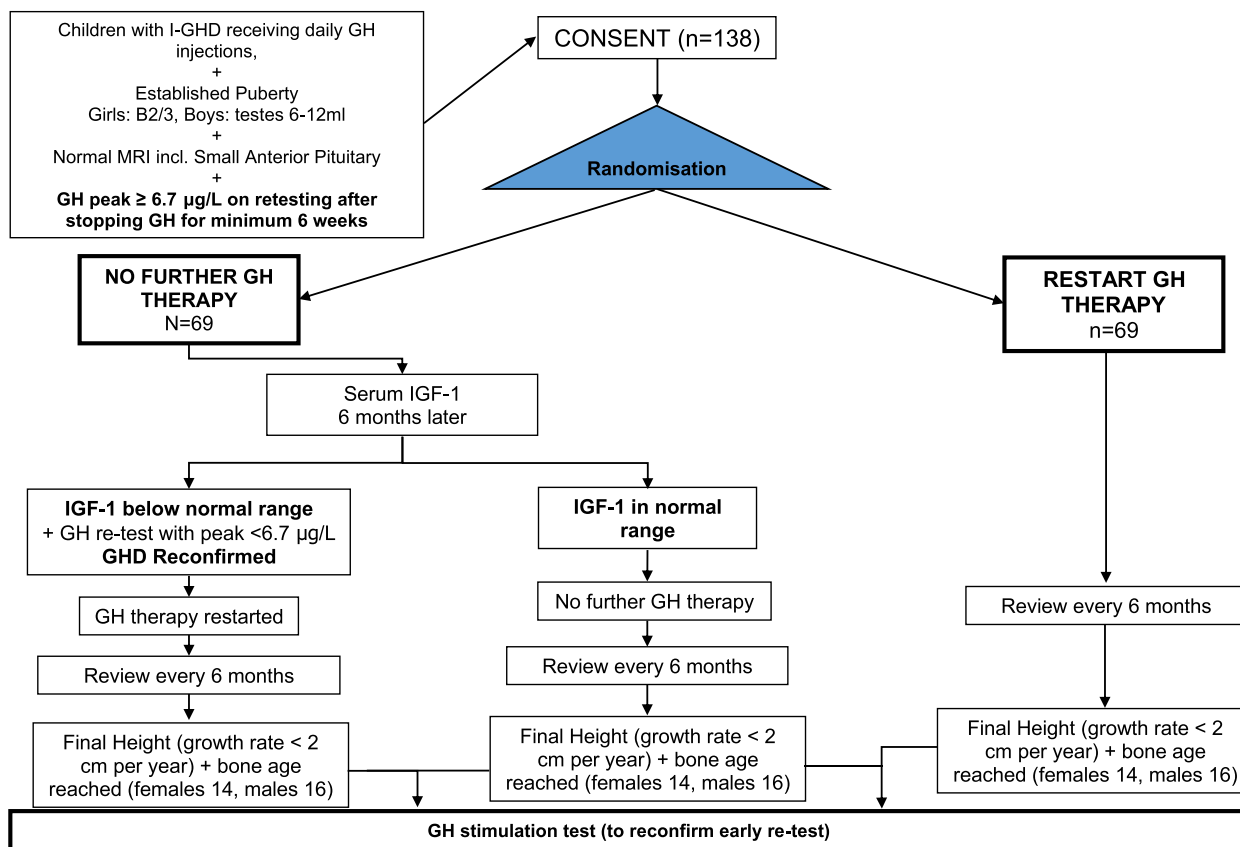 Children with I-GHD receiving daily GH
injections,
+
Established Puberty
Girls: B2/3, Boys: testes 6-12ml
+
Normal MRI incl. Small Anterior Pituitary
+
GH peak ≥ 6.7 µg/L on retesting after
stopping GH for minimum 6 weeks
CONSENT (n=138)
Randomisation
NO FURTHER GH
THERAPY
N=69
RESTART GH
THERAPY
n=69
Serum IGF-1
6 months later
IGF-1 below normal range
+ GH re-test with peak <6.7 µg/L
GHD Reconfirmed
IGF-1 in normal
range
GH therapy restarted
No further GH therapy
Review every 6 months
Review every 6 months
Review every 6 months
Final Height (growth rate < 2
cm per year) + bone age
reached (females 14, males 16)
Final Height (growth rate < 2
cm per year) + bone age
reached (females 14, males 16)
Final Height (growth rate < 2
cm per year) + bone age
reached (females 14, males 16)
GH stimulation test (to reconfirm early re-test)